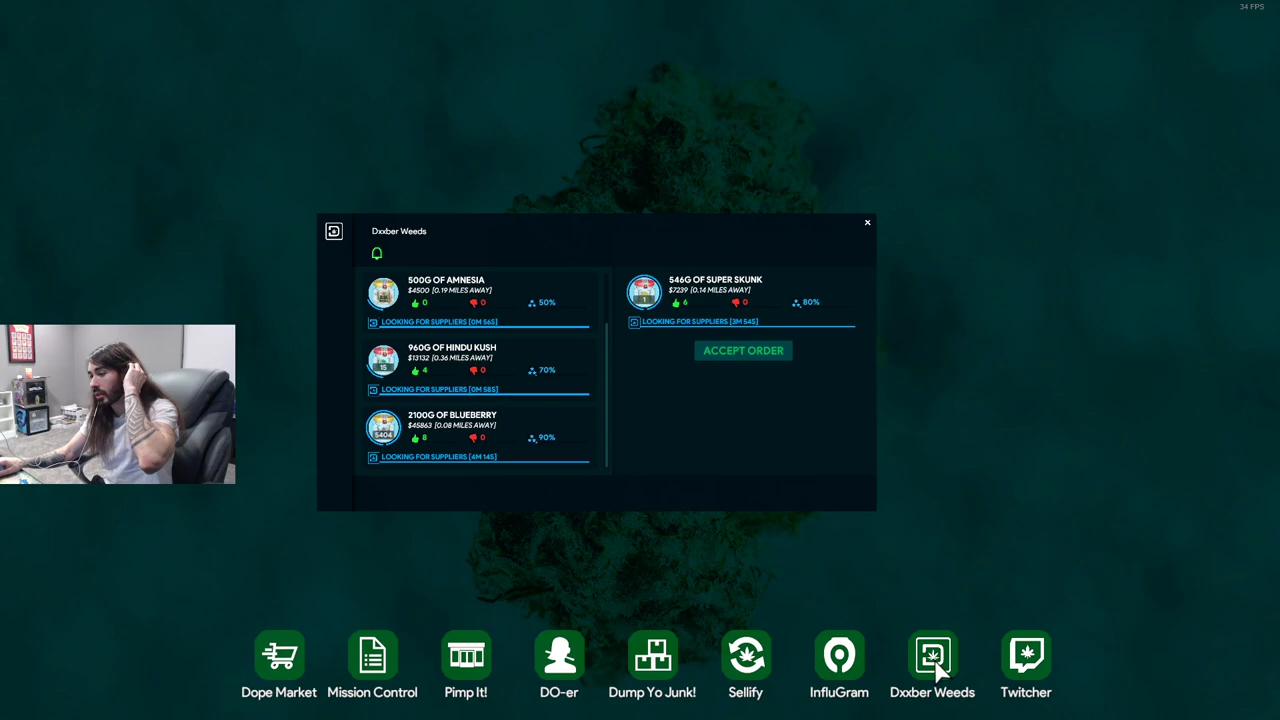 34 FPS
Dxxber Weeds
500G OF AMNESIA
$4500 [0.19 MILES AWAY]
0
0
50%
LOOKING FOR SUPPLIERS [0M 56S]
960G OF HINDU KUSH
$13132 [0.36 MILES AWAY]
15
4
0
70%
LOOKING FOR SUPPLIERS [0M 58S]
2100G OF BLUEBERRY
$45863 [0.08 MILES AWAY]
5404
8
0
90%
LOOKING FOR SUPPLIERS [4M 14S]
546G OF SUPER SKUNK
$7239 [0.14 MILES AWAY]
1
6
0
80%
LOOKING FOR SUPPLIERS [3M 54S]
ACCEPT ORDER
Dope Market
Mission Control
Pimp It!
DO-er
Dump Yo Junk!
Sellify
InfluGram
Dxxber Weeds
Twitcher